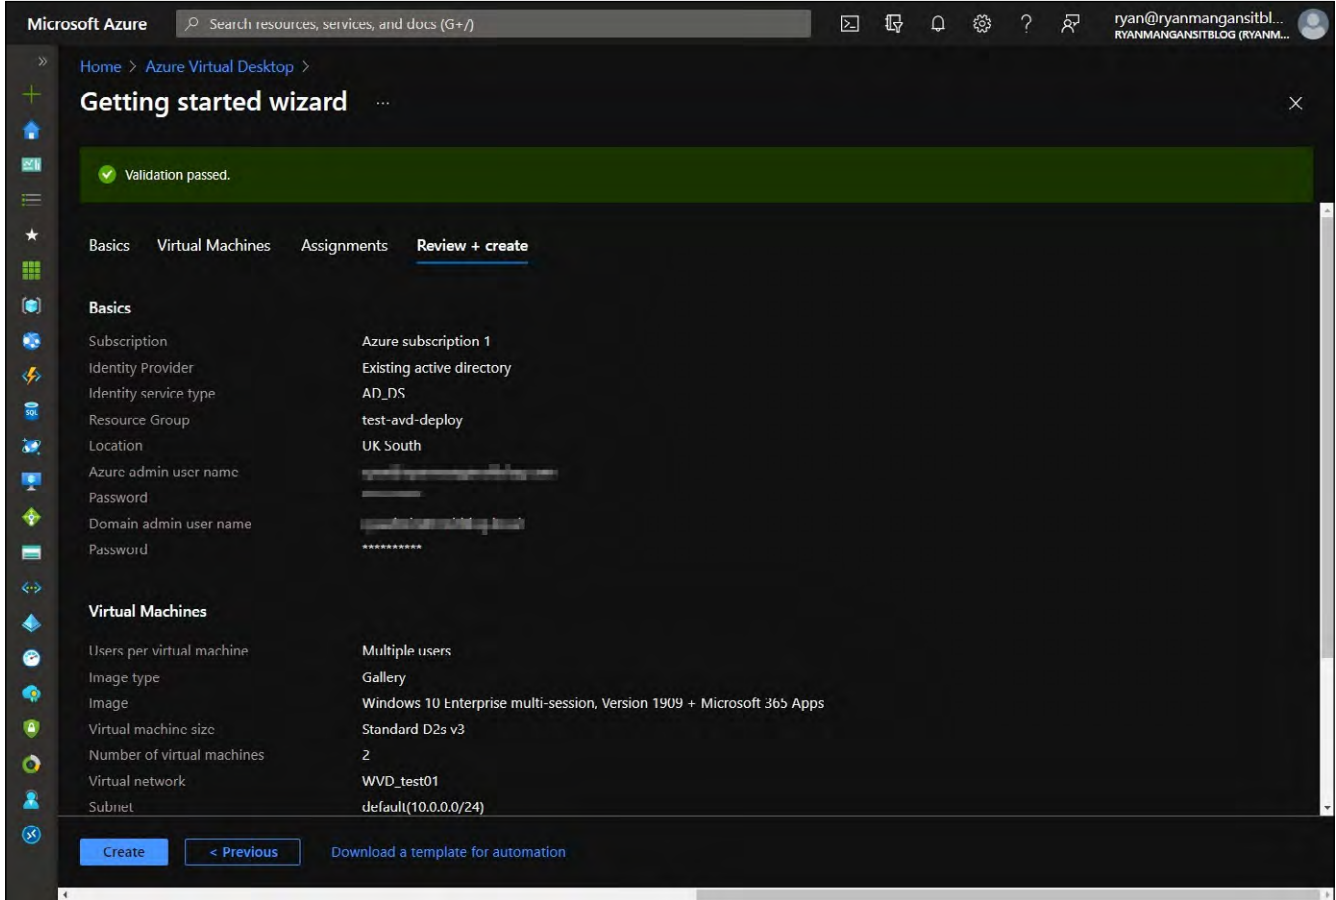 Microsoft Azure
Search resources, services, and docs (G+/)
ryan@ryanmangansitbl...
RYANMANGANSITBLOG (RYANM...
Home > Azure Virtual Desktop >
Getting started wizard ...
Validation passed.
Basics Virtual Machines Assignments Review + create
Basics
Subscription Azure subscription 1
Identity Provider Existing active directory
Identity service type AD_DS
Resource Group test-avd-deploy
Location UK South
Azure admin user name
Password
Domain admin user name
Password **********
Virtual Machines
Users per virtual machine Multiple users
Image type Gallery
Image Windows 10 Enterprise multi-session, Version 1909 + Microsoft 365 Apps
Virtual machine size Standard D2s v3
Number of virtual machines 2
Virtual network WVD_test01
Subnet default(10.0.0.0/24)
Create < Previous Download a template for automation